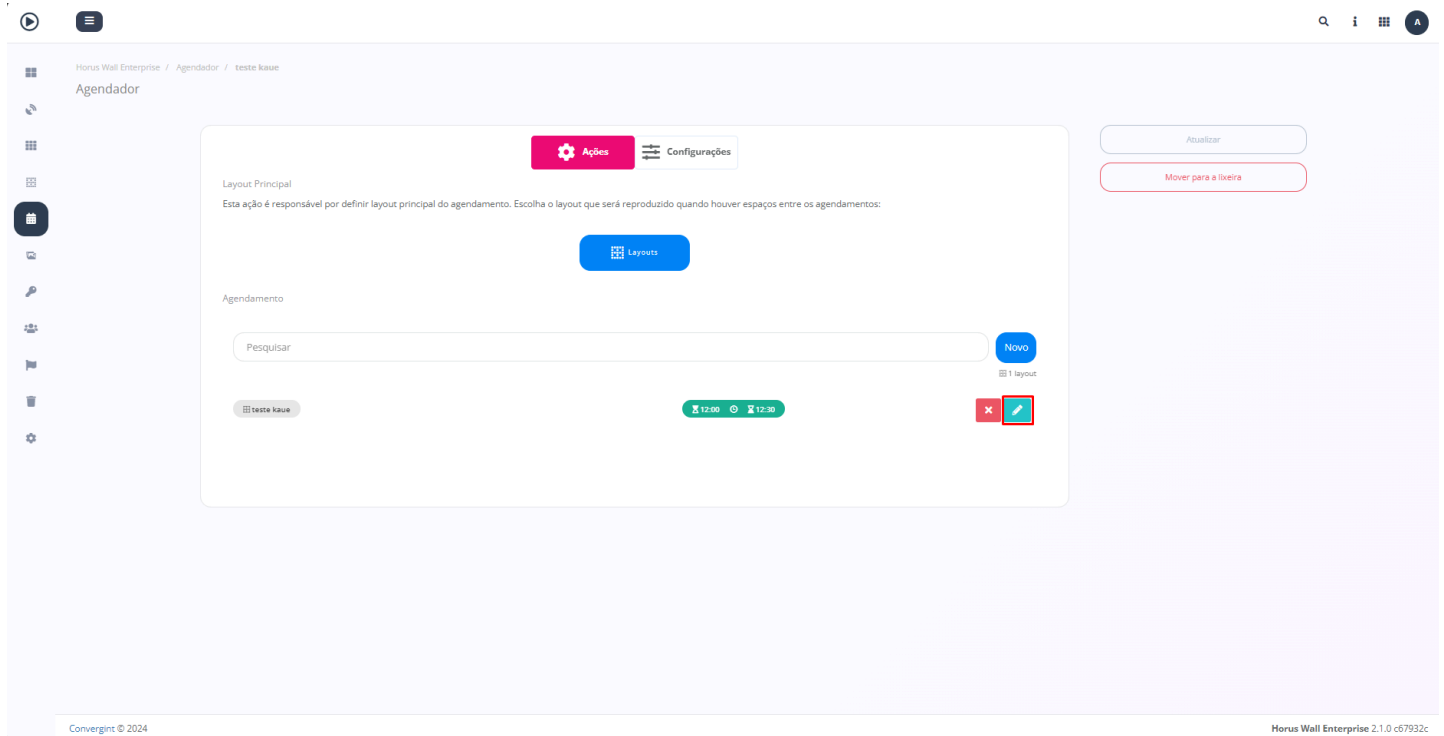 A
Horus Wall Enterprise / Agendador / teste kaue
Agendador
Ações
Configurações
Atualizar
Mover para a lixeira
Layout Principal
Esta ação é responsável por definir layout principal do agendamento. Escolha o layout que será reproduzido quando houver espaços entre os agendamentos:
Layouts
Agendamento
Pesquisar
Novo
1 layout
teste kaue
12:00 12:30
Convergint © 2024
Horus Wall Enterprise 2.1.0 c67932c